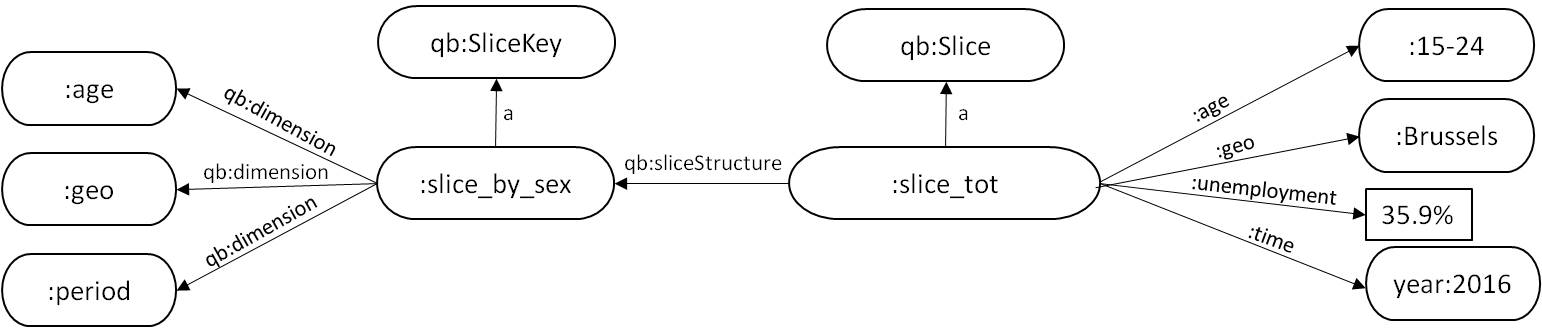 qb:SliceKey
qb:Slice
:15-24
:age
qb:dimension
a
a
:age
:Brussels
:geo
qb:dimension
:slice_by_sex
qb:sliceStructure
:slice_tot
:geo
:unemployment
35.9%
qb:dimension
:time
:period
year:2016